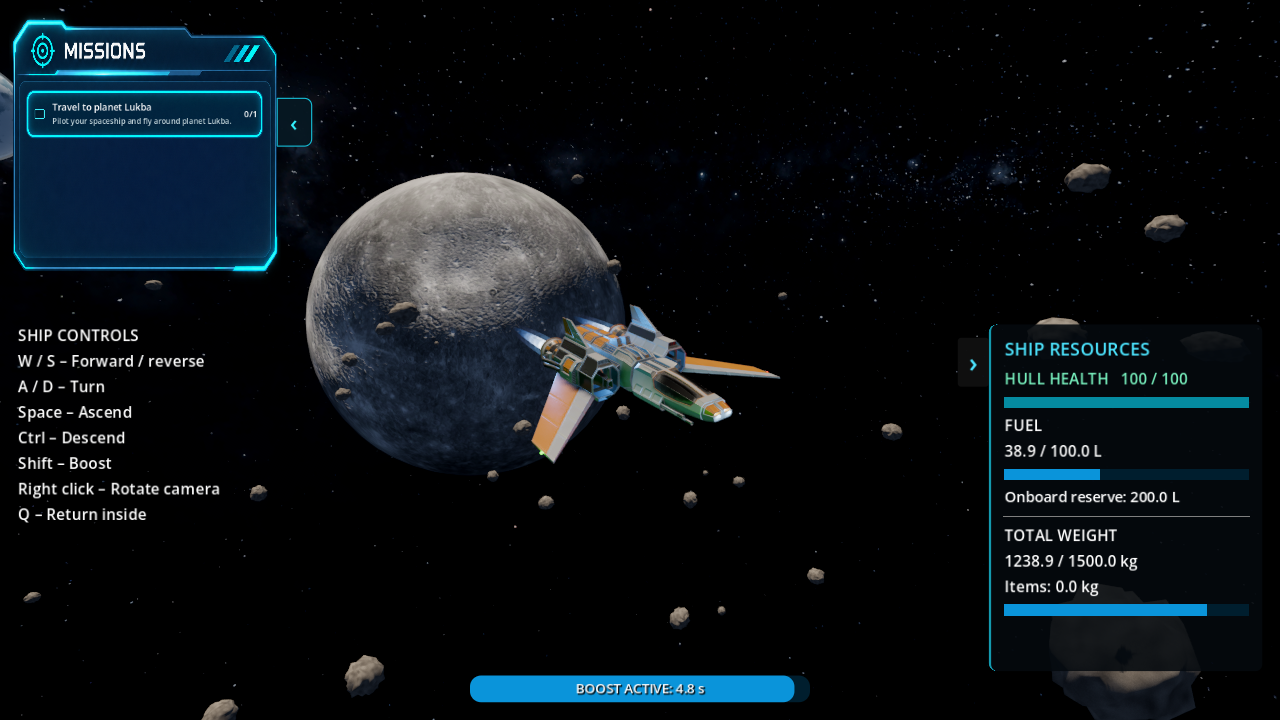 MISSIONS
Travel to planet Lukba
Pilot your spaceship and fly around planet Lukba.
0/1
SHIP CONTROLS
W / S – Forward / reverse
A / D – Turn
Space – Ascend
Ctrl – Descend
Shift – Boost
Right click – Rotate camera
Q – Return inside
SHIP RESOURCES
HULL HEALTH 100 / 100
FUEL
38.9 / 100.0 L
Onboard reserve: 200.0 L
TOTAL WEIGHT
1238.9 / 1500.0 kg
Items: 0.0 kg
BOOST ACTIVE: 4.8 s